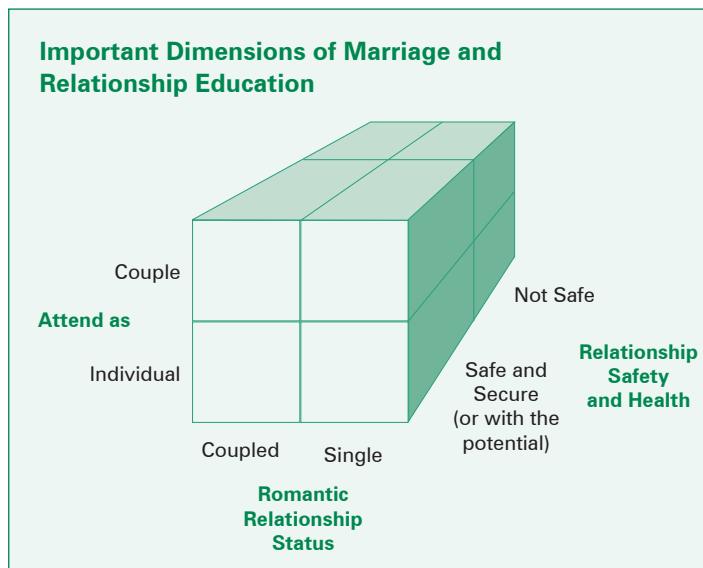 Important Dimensions of Marriage and
Relationship Education
Couple
Attend as
Individual
Coupled
Single
Romantic
Relationship
Status
Not Safe
Safe and
Secure
(or with the
potential)
Relationship
Safety
and Health